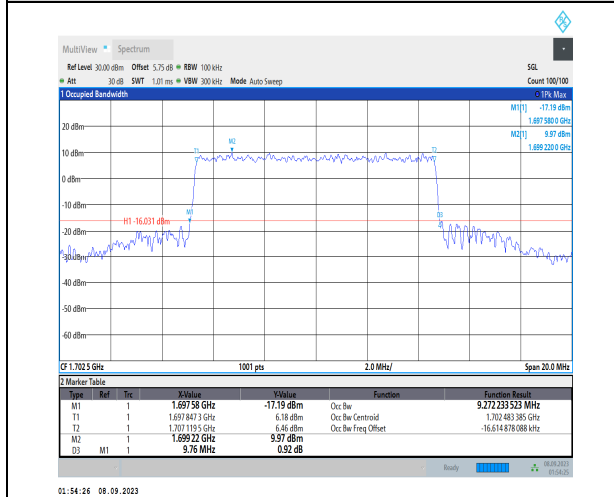 MultiView Spectrum
Ref Level 30.00 dBm Offset 5.75 dB RBW 100 kHz SGL
Att 30 dB SWT 1.01 ms VBW 300 kHz Mode Auto Sweep Count 100/100
1 Occupied Bandwidth 1Pk Max
M1[1] -17.19 dBm
1.697 580 0 GHz
M2[1] 9.97 dBm
1.699 220 0 GHz
20 dBm
M2
T1 T2
10 dBm
0 dBm
-10 dBm
M1 D3
H1 -16.031 dBm
-20 dBm
-30 dBm
-40 dBm
-50 dBm
-60 dBm
CF 1.702 5 GHz 1001 pts 2.0 MHz/ Span 20.0 MHz
2 Marker Table
Type Ref Trc X-Value Y-Value Function Function Result
M1 1 1.697 58 GHz -17.19 dBm Occ Bw 9.272 233 523 MHz
T1 1 1.697 847 3 GHz 6.18 dBm Occ Bw Centroid 1.702 483 385 GHz
T2 1 1.707 119 5 GHz 6.46 dBm Occ Bw Freq Offset -16.614 878 088 kHz
M2 1 1.699 22 GHz 9.97 dBm
D3 M1 1 9.76 MHz 0.92 dB
Ready 08.09.2023
01:54:25
01:54:26 08.09.2023